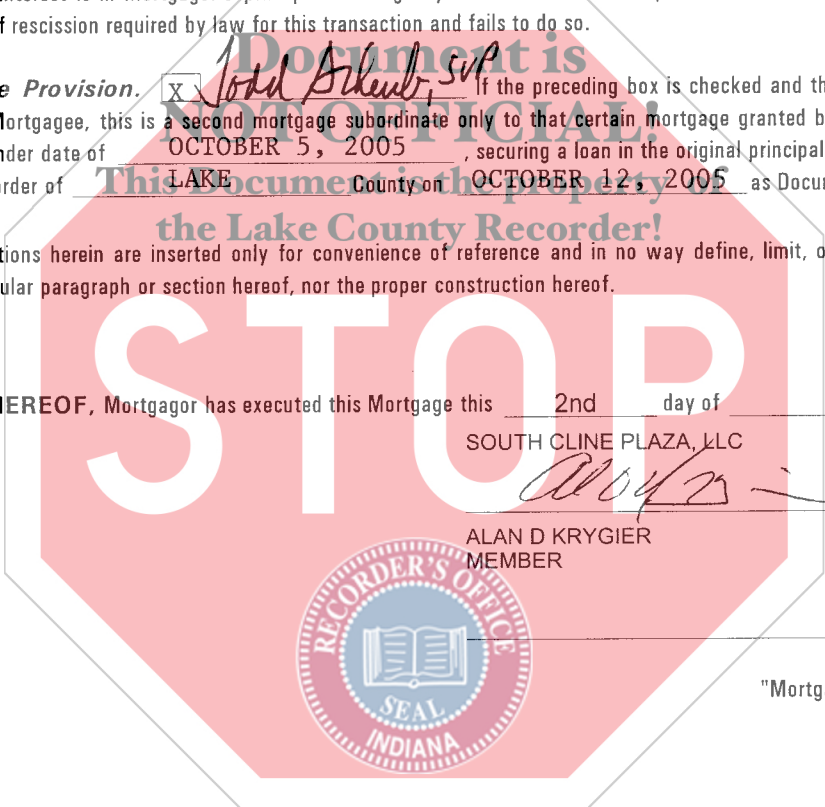 f rescission required by law for this transaction and fails to do so.
Document is
e Provision. X Todd Scheub, SVP If the preceding box is checked and th
NOT OFFICIAL!
Mortgagee, this is a second mortgage subordinate only to that certain mortgage granted b
nder date of OCTOBER 5, 2005 , securing a loan in the original principal
This Document is the property of
rder of LAKE County on OCTOBER 12, 2005 as Docu
the Lake County Recorder!
tions herein are inserted only for convenience of reference and in no way define, limit, o
ular paragraph or section hereof, nor the proper construction hereof.
STOP
HEREOF, Mortgagor has executed this Mortgage this 2nd day of
SOUTH CLINE PLAZA, LLC
ALAN D KRYGIER
MEMBER
RECORDER'S OFFICE
SEAL
INDIANA
"Mortg